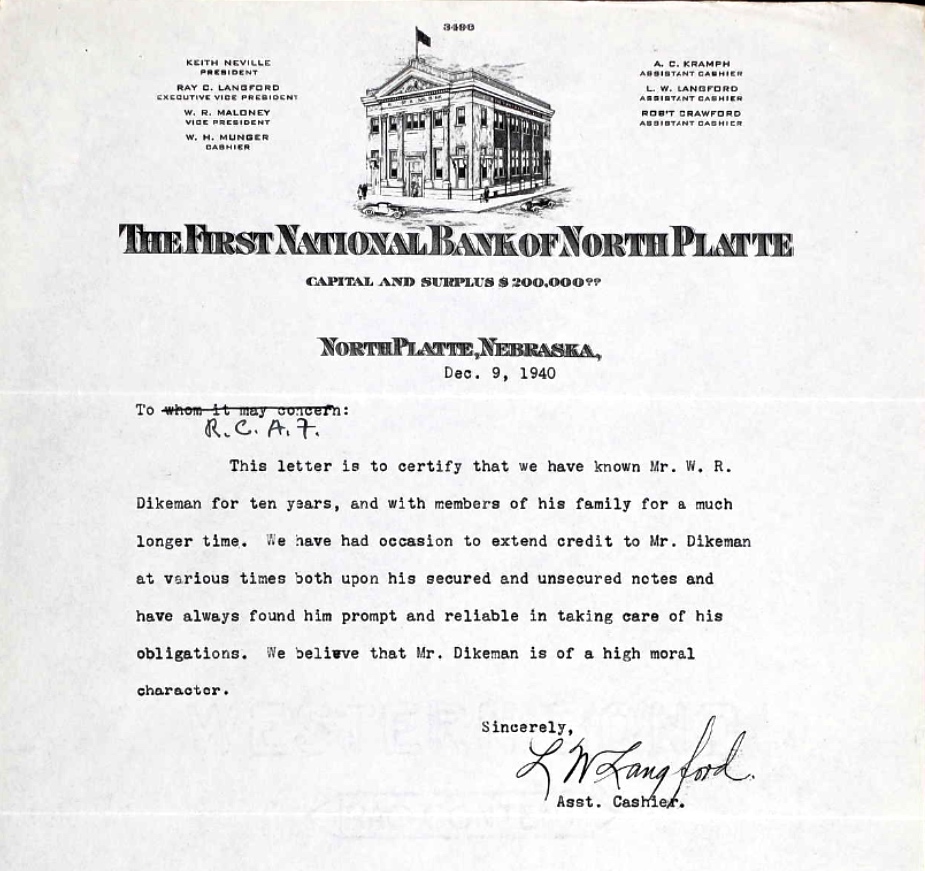 3496
KEITH NEVILLE
PRESIDENT
RAY C. LANGFORD
EXECUTIVE VICE PRESIDENT
W. R. MALONEY
VICE PRESIDENT
W. H. MUNGER
CASHIER
A. C. KRAMPH
ASSISTANT CASHIER
L. W. LANGFORD
ASSISTANT CASHIER
ROB'T CRAWFORD
ASSISTANT CASHIER
THE FIRST NATIONAL BANK OF NORTH PLATTE
CAPITAL AND SURPLUS $200,000⁰⁰
NORTH PLATTE, NEBRASKA,
Dec. 9, 1940
To whom it may concern:
R.C.A.F.
This letter is to certify that we have known Mr. W. R.
Dikeman for ten years, and with members of his family for a much
longer time. We have had occasion to extend credit to Mr. Dikeman
at various times both upon his secured and unsecured notes and
have always found him prompt and reliable in taking care of his
obligations. We believe that Mr. Dikeman is of a high moral
character.
Sincerely,
L W Langford.
Asst. Cashier.